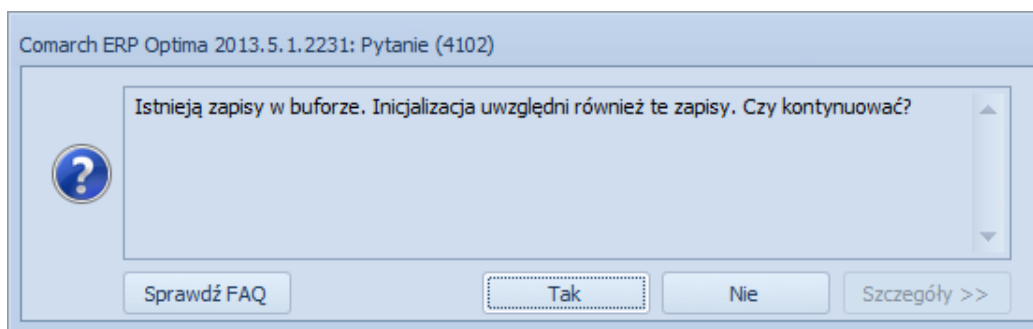 Comarch ERP Optima 2013.5.1.2231: Pytanie (4102)
Istnieją zapisy w buforze. Inicjalizacja uwzględni również te zapisy. Czy kontynuować?
?
Sprawdź FAQ Tak Nie Szczegóły >>